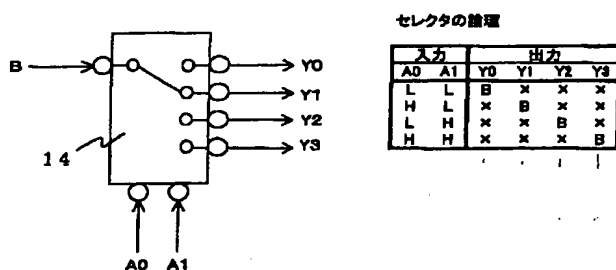 セレクタの論理
入力 出力
A0 A1 Y0 Y1 Y2 Y3
L L B × × ×
H L × B × ×
L H × × B ×
H H × × × B
B
Y0
Y1
Y2
Y3
14
A0 A1